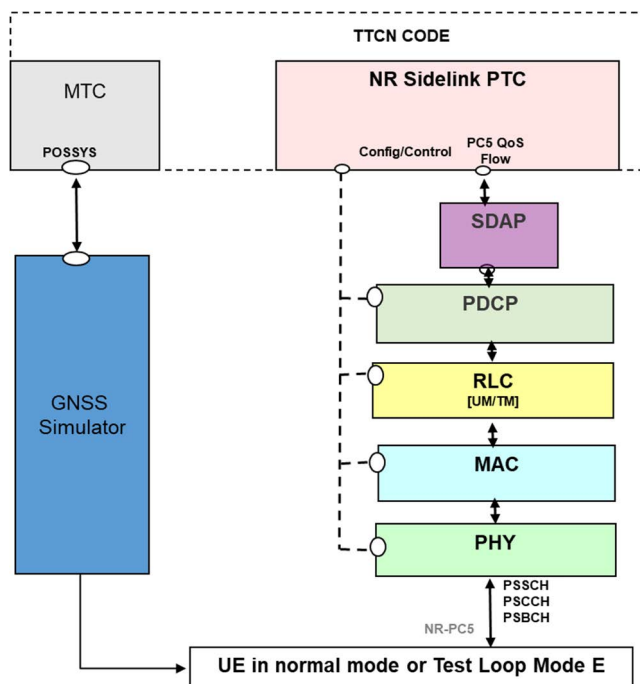 TTCN CODE
MTC
POSSYS
NR Sidelink PTC
Config/Control
PC5 QoS
Flow
SDAP
PDCP
RLC
[UM/TM]
MAC
PHY
GNSS
Simulator
PSSCH
PSCCH
PSBCH
NR-PC5
UE in normal mode or Test Loop Mode E